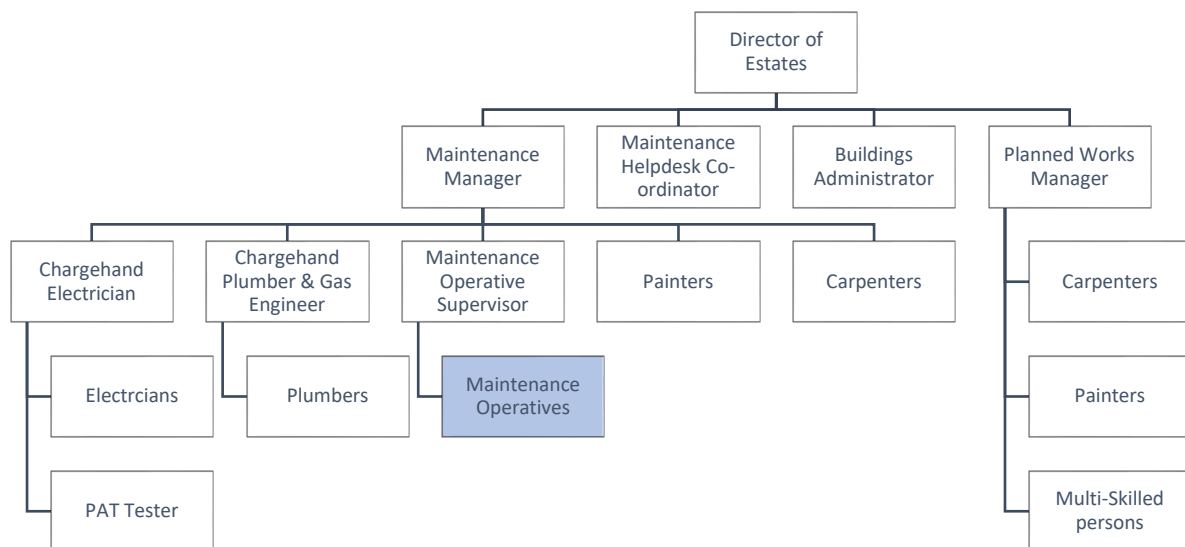 Director of
Estates
Maintenance
Manager
Maintenance
Helpdesk Co-
ordinator
Buildings
Administrator
Planned Works
Manager
Chargehand
Electrician
Chargehand
Plumber & Gas
Engineer
Maintenance
Operative
Supervisor
Painters
Carpenters
Carpenters
Electrcians
Plumbers
Maintenance
Operatives
Painters
PAT Tester
Multi-Skilled
persons